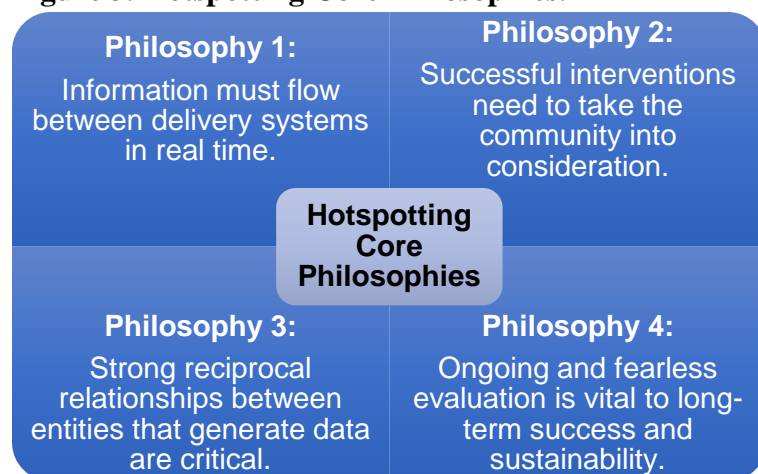 Philosophy 1:
Information must flow
between delivery systems
in real time.
Philosophy 2:
Successful interventions
need to take the
community into
consideration.
Hotspotting
Core
Philosophies
Philosophy 3:
Strong reciprocal
relationships between
entities that generate data
are critical.
Philosophy 4:
Ongoing and fearless
evaluation is vital to long-
term success and
sustainability.